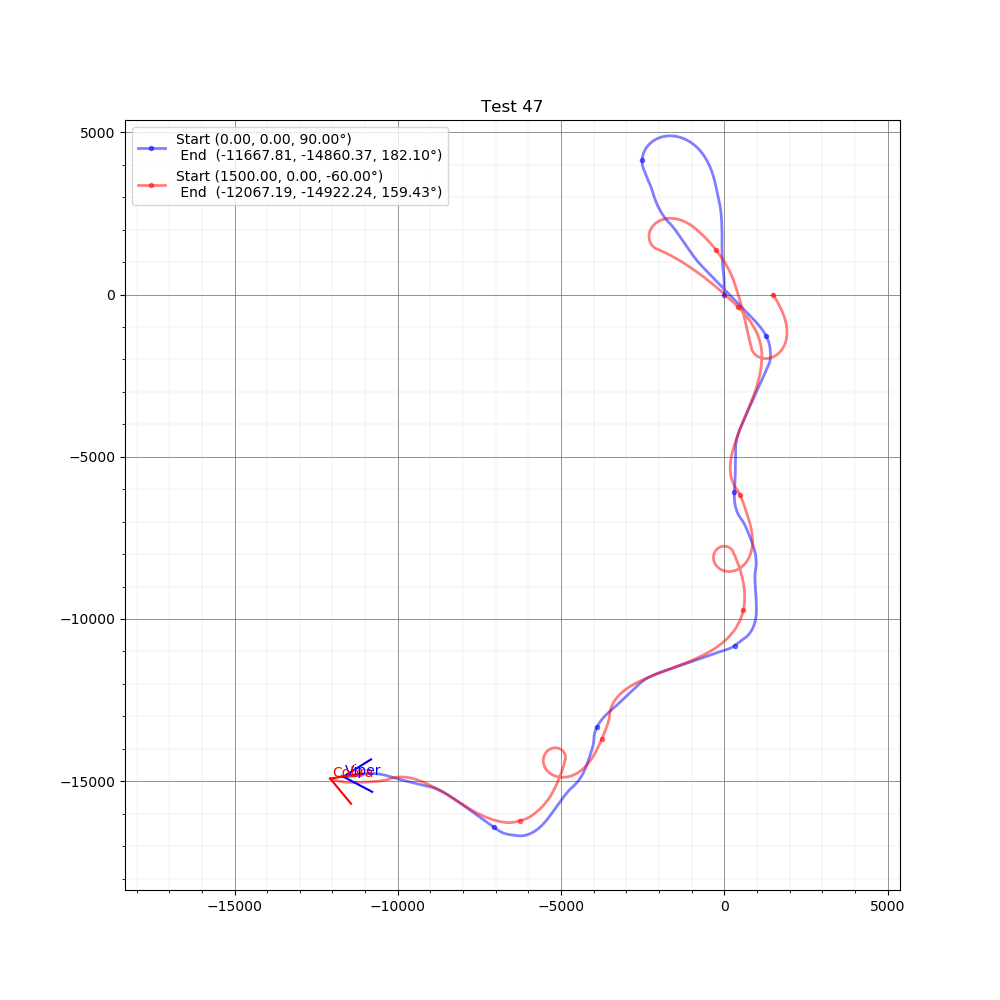 Test 47
Start (0.00, 0.00, 90.00°)
End (-11667.81, -14860.37, 182.10°)
Start (1500.00, 0.00, -60.00°)
End (-12067.19, -14922.24, 159.43°)
5000
0
−5000
−10000
−15000
Viper
−15000
−10000
−5000
0
5000